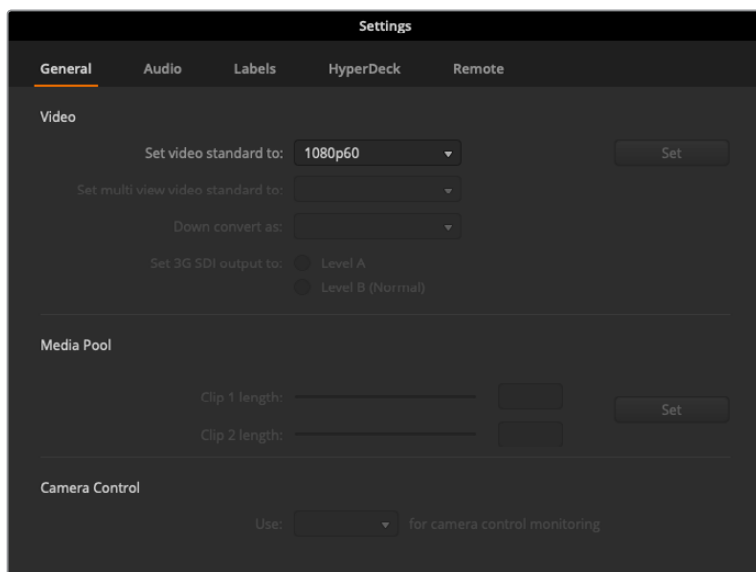 Settings
General Audio Labels HyperDeck Remote
Video
Set video standard to: 1080p60 Set
Set multi view video standard to:
Down convert as:
Set 3G SDI output to: Level A
Level B (Normal)
Media Pool
Clip 1 length:
Set
Clip 2 length:
Camera Control
Use: for camera control monitoring